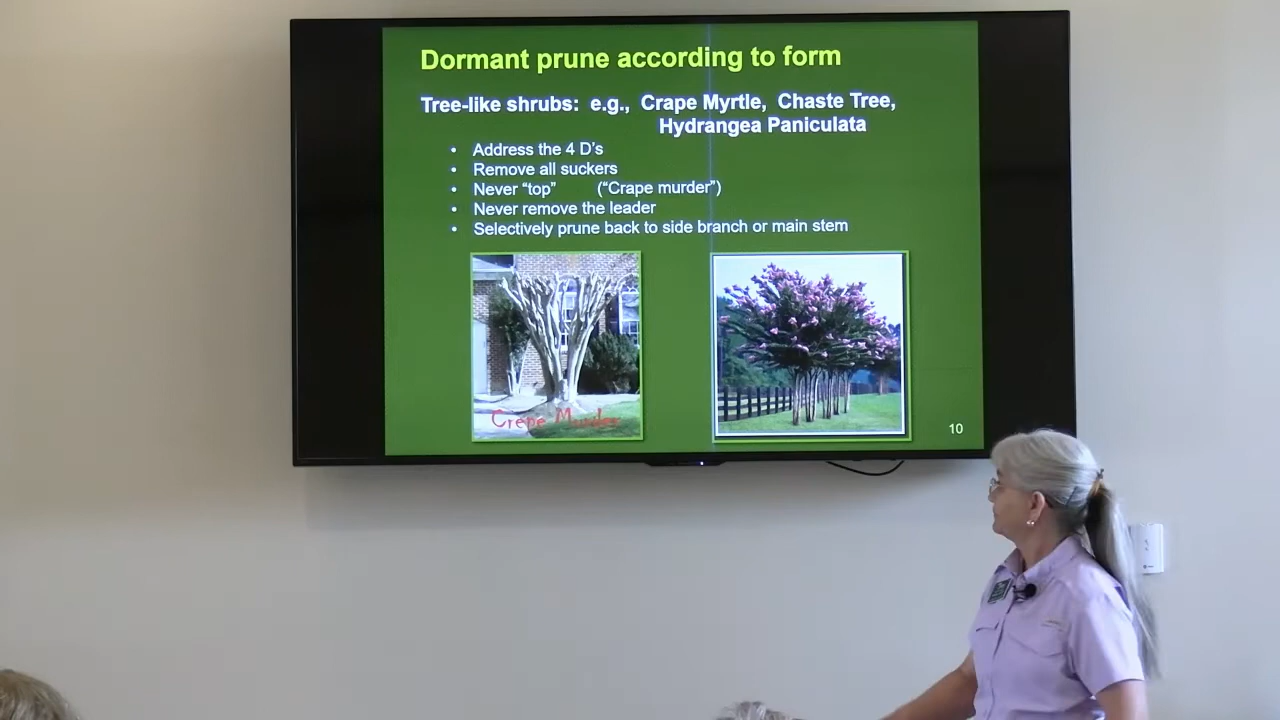 Dormant prune according to form
Tree-like shrubs: e.g., Crape Myrtle, Chaste Tree,
Hydrangea Paniculata
• Address the 4 D's
• Remove all suckers
• Never “top” (“Crape murder”)
• Never remove the leader
• Selectively prune back to side branch or main stem
Crepe Murder
10